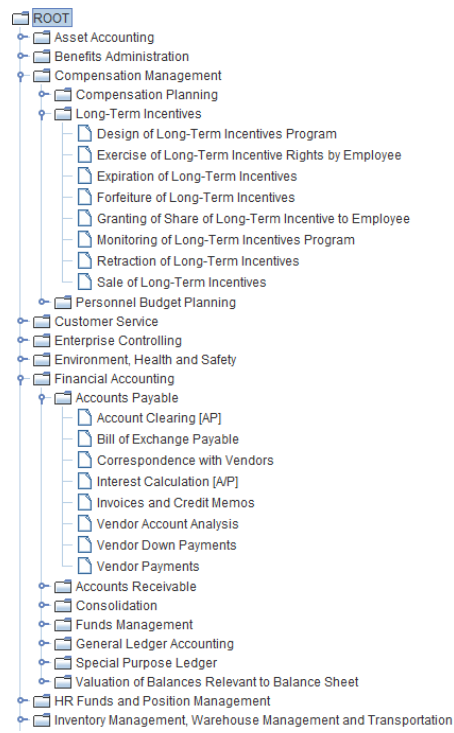 ROOT
Asset Accounting
Benefits Administration
Compensation Management
Compensation Planning
Long-Term Incentives
Design of Long-Term Incentives Program
Exercise of Long-Term Incentive Rights by Employee
Expiration of Long-Term Incentives
Forfeiture of Long-Term Incentives
Granting of Share of Long-Term Incentive to Employee
Monitoring of Long-Term Incentives Program
Retraction of Long-Term Incentives
Sale of Long-Term Incentives
Personnel Budget Planning
Customer Service
Enterprise Controlling
Environment, Health and Safety
Financial Accounting
Accounts Payable
Account Clearing [AP]
Bill of Exchange Payable
Correspondence with Vendors
Interest Calculation [A/P]
Invoices and Credit Memos
Vendor Account Analysis
Vendor Down Payments
Vendor Payments
Accounts Receivable
Consolidation
Funds Management
General Ledger Accounting
Special Purpose Ledger
Valuation of Balances Relevant to Balance Sheet
HR Funds and Position Management
Inventory Management, Warehouse Management and Transportation